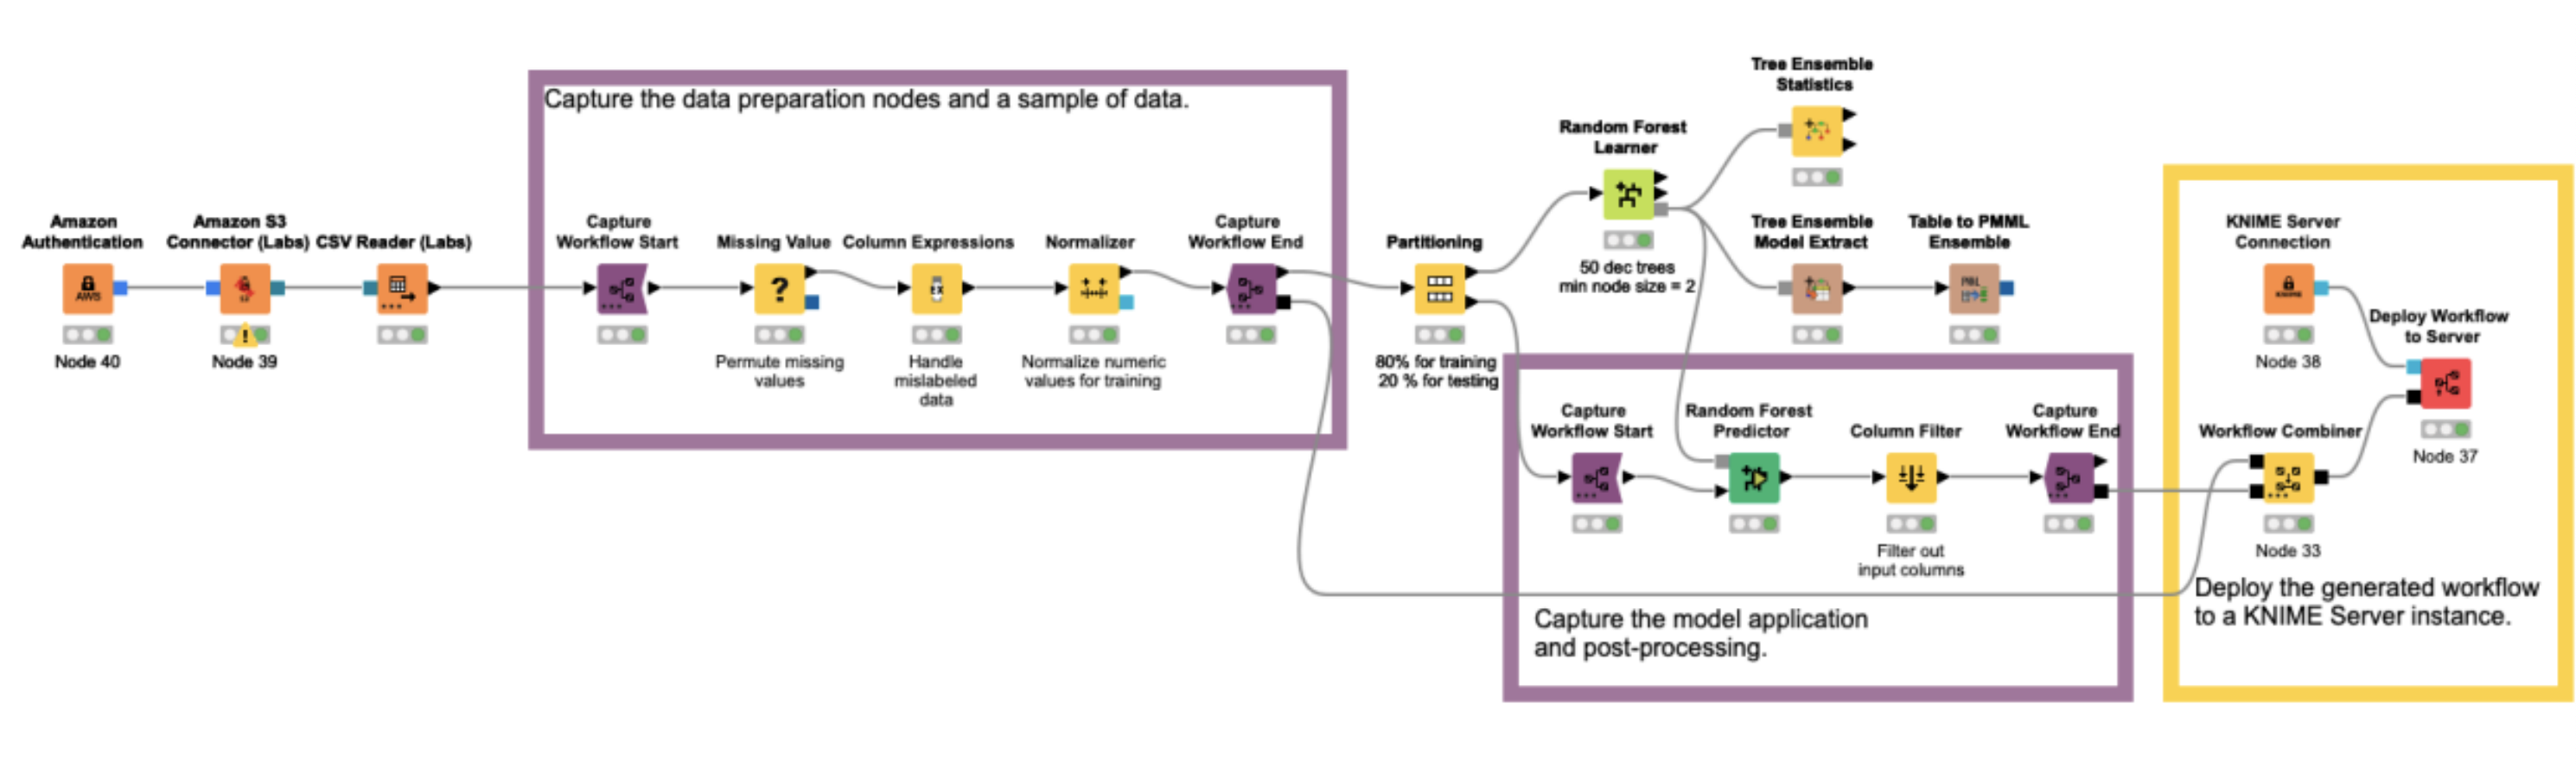 Amazon
Authentication
AWS
Node 40
Amazon S3
Connector (Labs)
Node 39
CSV Reader (Labs)
Capture the data preparation nodes and a sample of data.
Capture
Workflow Start
Missing Value
?
Permute missing
values
Column Expressions
EX
Handle
mislabeled
data
Normalizer
Normalize numeric
values for training
Capture
Workflow End
Partitioning
80% for training
20 % for testing
Random Forest
Learner
50 dec trees
min node size = 2
Tree Ensemble
Statistics
Tree Ensemble
Model Extract
Table to PMML
Ensemble
Capture
Workflow Start
Random Forest
Predictor
Column Filter
Filter out
input columns
Capture
Workflow End
Capture the model application
and post-processing.
KNIME Server
Connection
KNIME
Node 38
Deploy Workflow
to Server
Node 37
Workflow Combiner
Node 33
Deploy the generated workflow
to a KNIME Server instance.